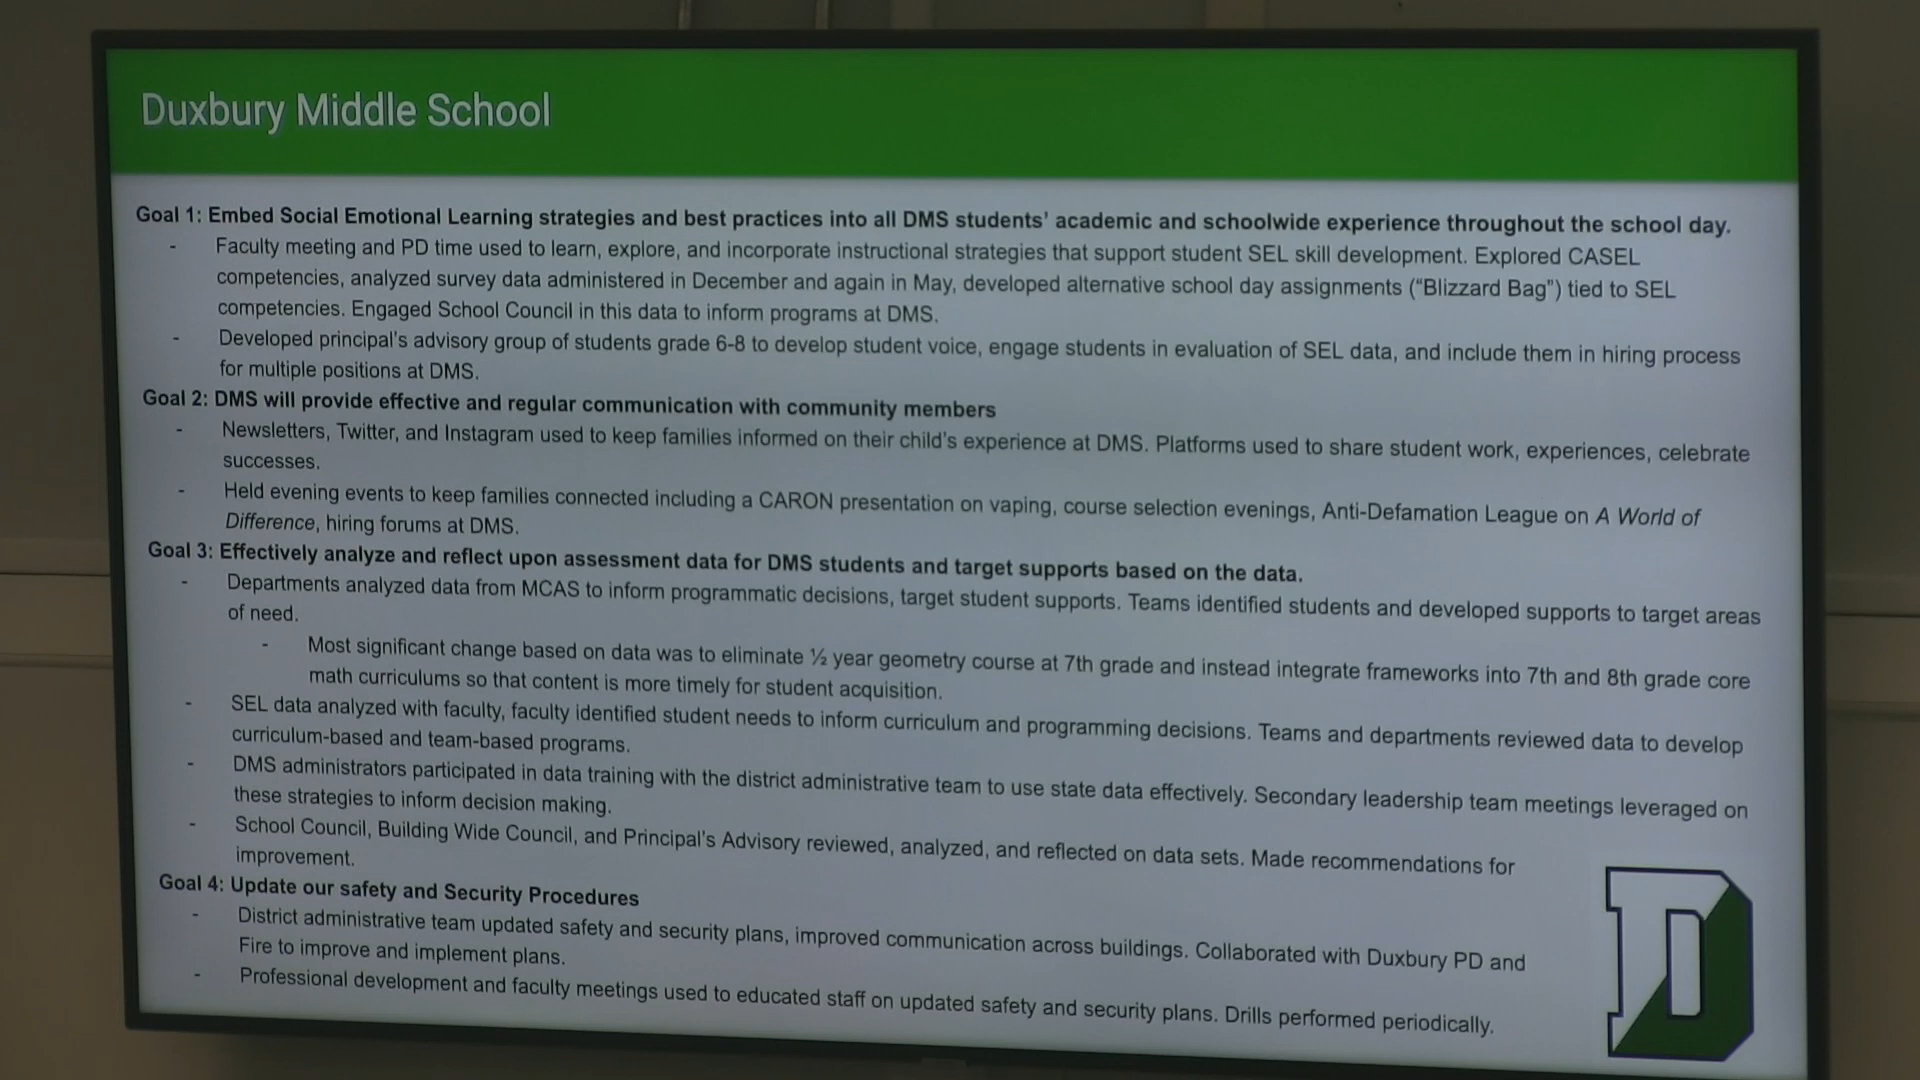 Duxbury Middle School
Goal 1: Embed Social Emotional Learning strategies and best practices into all DMS students' academic and schoolwide experience throughout the school day.
- Faculty meeting and PD time used to learn, explore, and incorporate instructional strategies that support student SEL skill development. Explored CASEL
competencies, analyzed survey data administered in December and again in May, developed alternative school day assignments (“Blizzard Bag”) tied to SEL
competencies. Engaged School Council in this data to inform programs at DMS.
- Developed principal's advisory group of students grade 6-8 to develop student voice, engage students in evaluation of SEL data, and include them in hiring process
for multiple positions at DMS.
Goal 2: DMS will provide effective and regular communication with community members
- Newsletters, Twitter, and Instagram used to keep families informed on their child's experience at DMS. Platforms used to share student work, experiences, celebrate
successes.
- Held evening events to keep families connected including a CARON presentation on vaping, course selection evenings, Anti-Defamation League on A World of
Difference, hiring forums at DMS.
Goal 3: Effectively analyze and reflect upon assessment data for DMS students and target supports based on the data.
- Departments analyzed data from MCAS to inform programmatic decisions, target student supports. Teams identified students and developed supports to target areas
of need.
- Most significant change based on data was to eliminate ½ year geometry course at 7th grade and instead integrate frameworks into 7th and 8th grade core
math curriculums so that content is more timely for student acquisition.
- SEL data analyzed with faculty, faculty identified student needs to inform curriculum and programming decisions. Teams and departments reviewed data to develop
curriculum-based and team-based programs.
- DMS administrators participated in data training with the district administrative team to use state data effectively. Secondary leadership team meetings leveraged on
these strategies to inform decision making.
- School Council, Building Wide Council, and Principal's Advisory reviewed, analyzed, and reflected on data sets. Made recommendations for
improvement.
Goal 4: Update our safety and Security Procedures
- District administrative team updated safety and security plans, improved communication across buildings. Collaborated with Duxbury PD and
Fire to improve and implement plans.
- Professional development and faculty meetings used to educated staff on updated safety and security plans. Drills performed periodically.
D